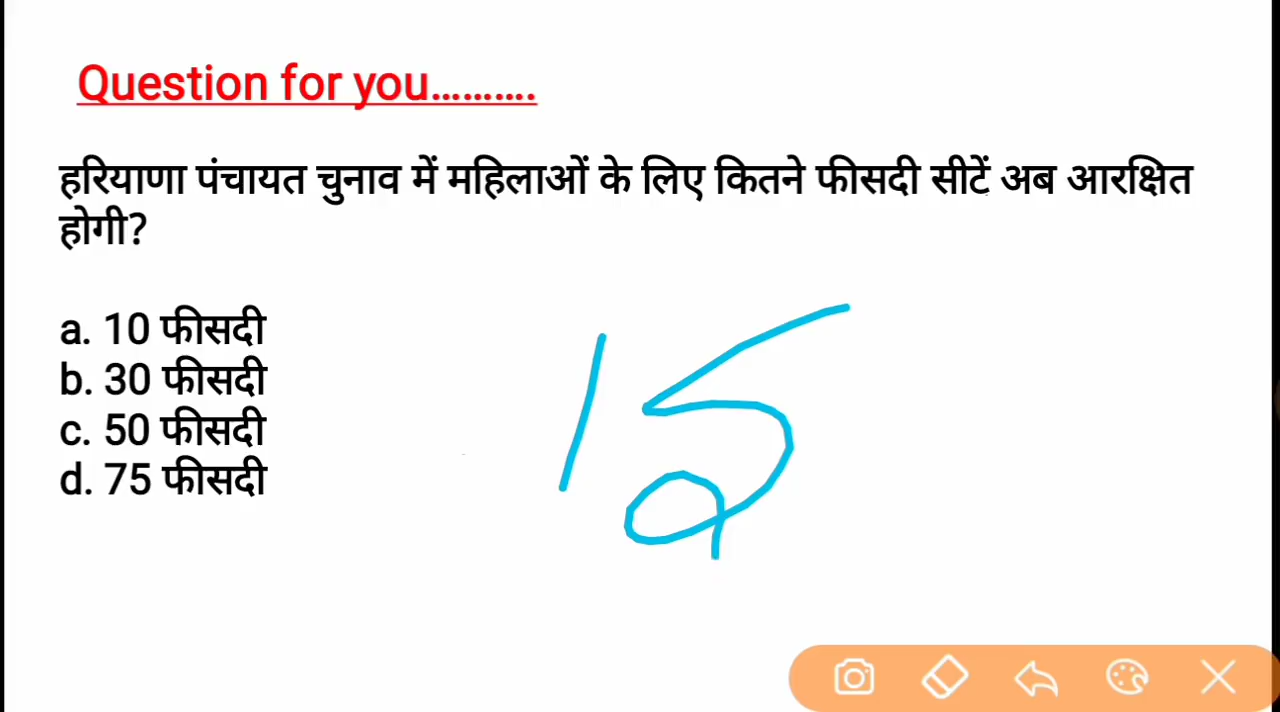 Question for you..........
हरियाणा पंचायत चुनाव में महिलाओं के लिए कितने फीसदी सीटें अब आरक्षित
होगी?
a. 10 फीसदी
b. 30 फीसदी
c. 50 फीसदी
d. 75 फीसदी